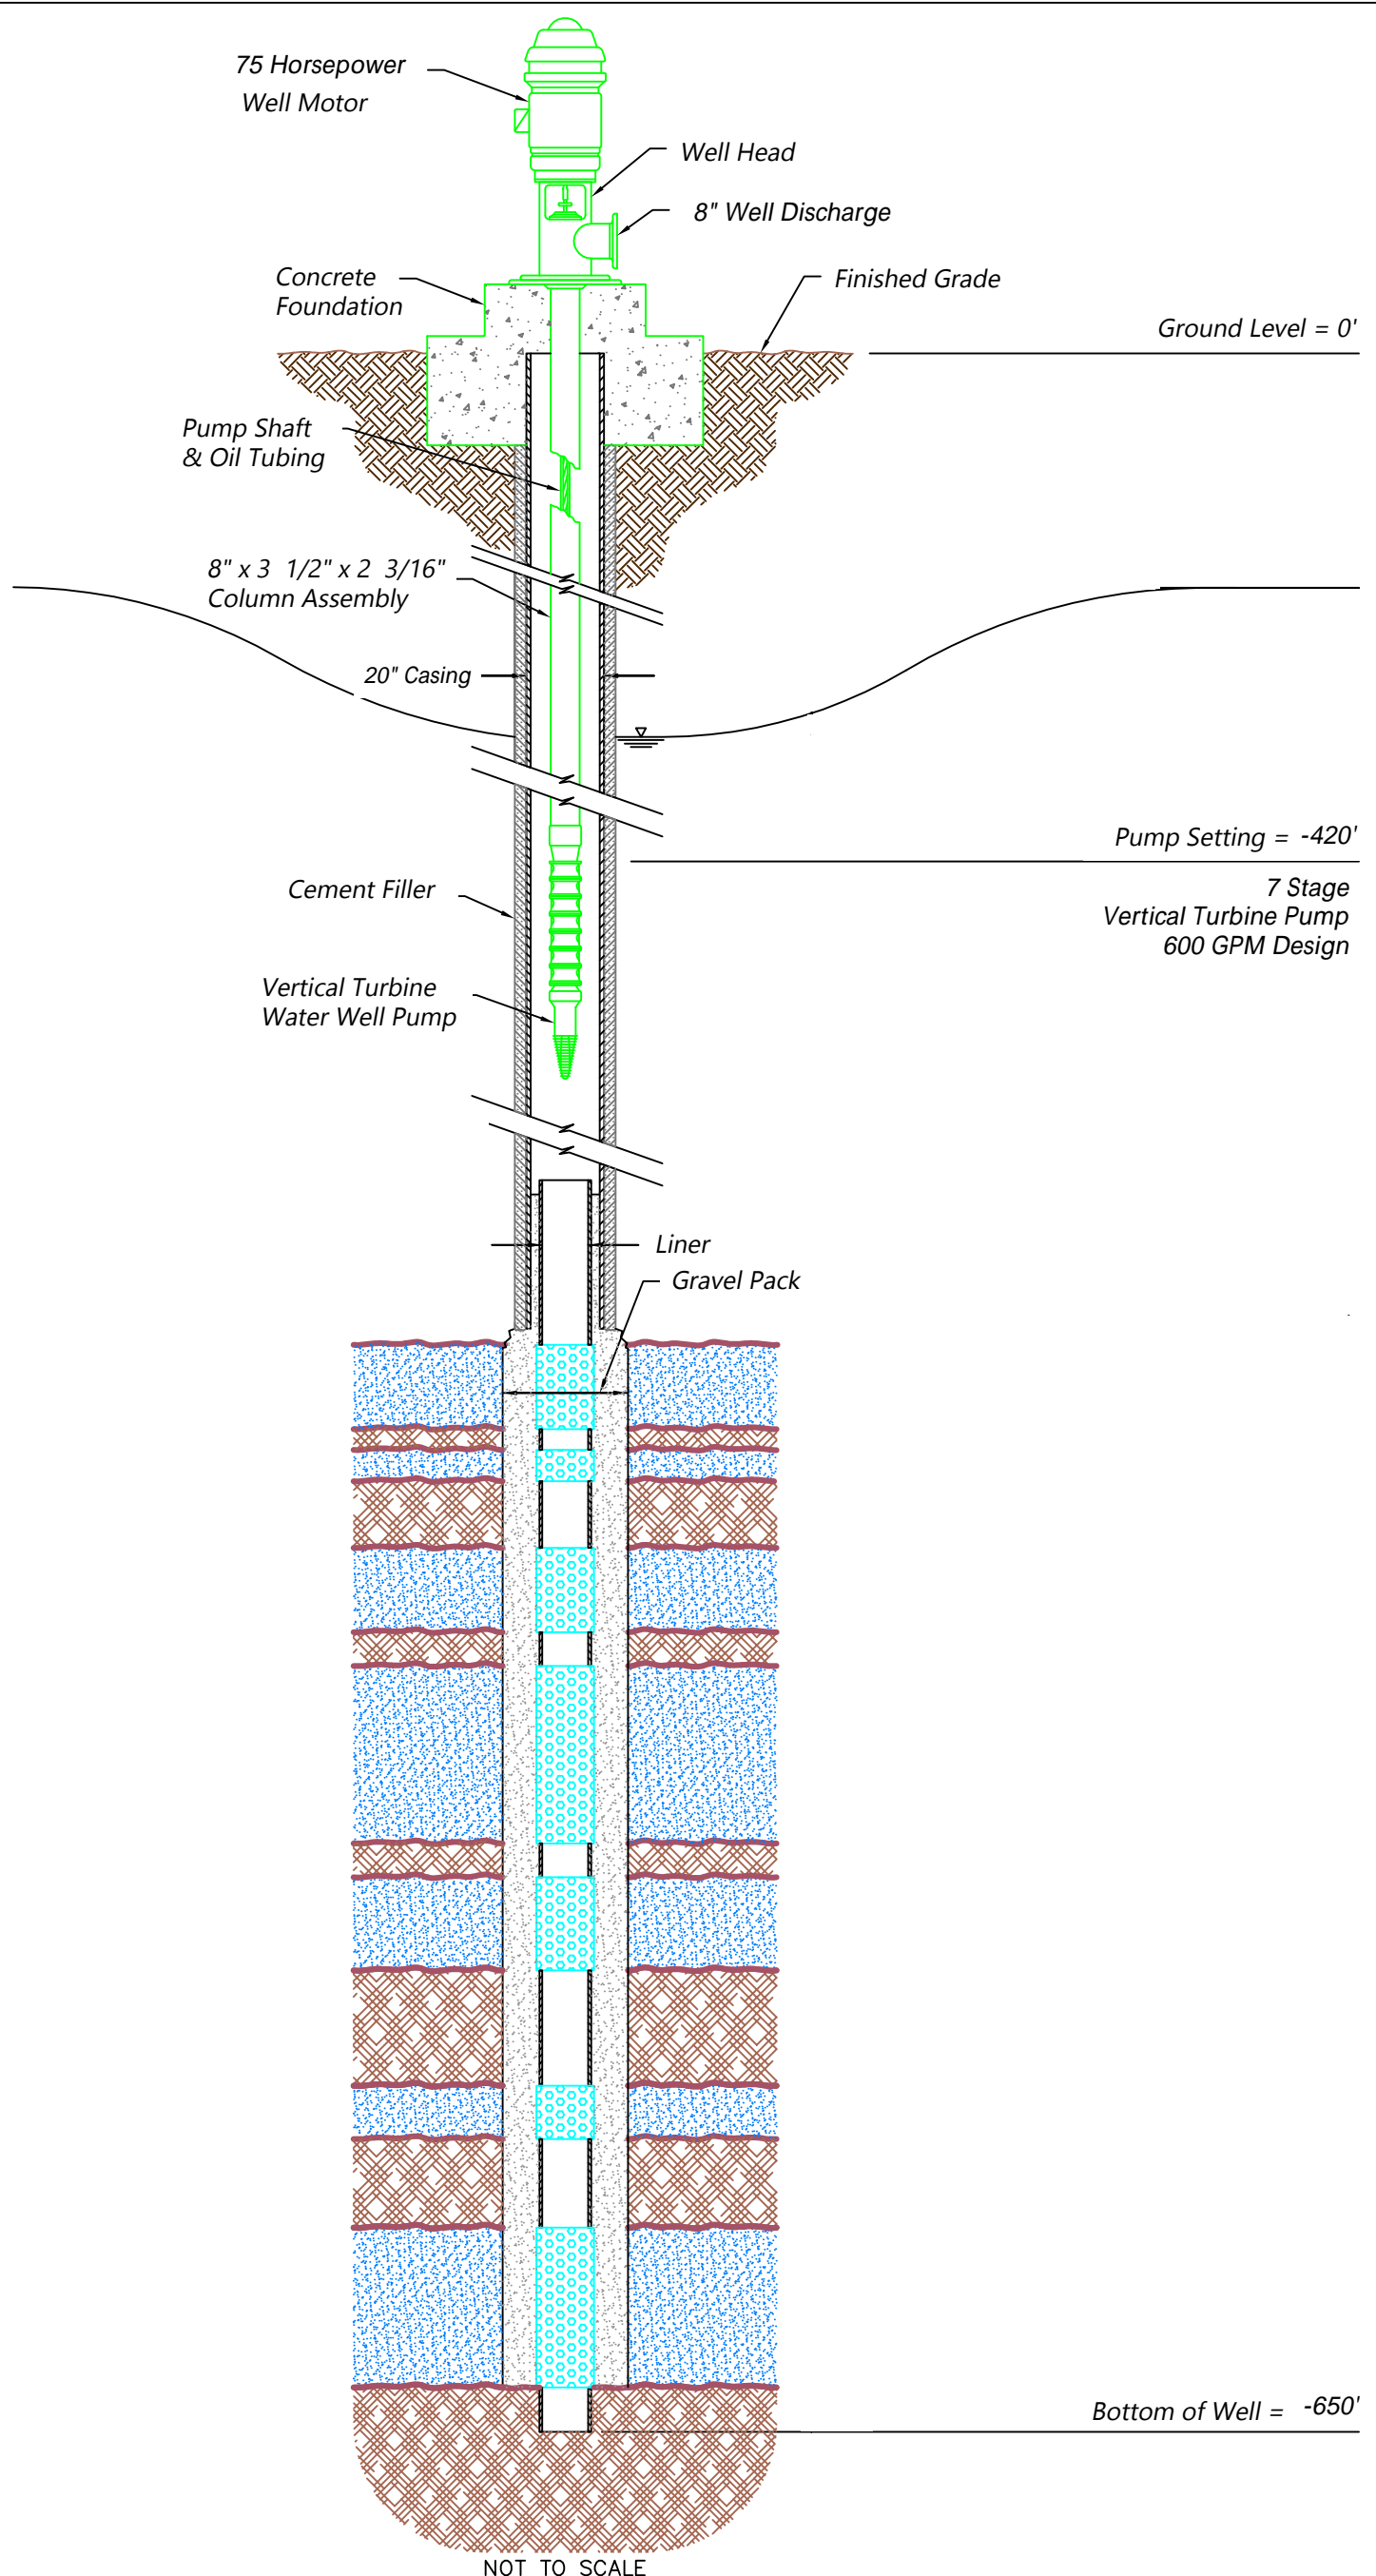 75 Horsepower
Well Motor
Well Head
8" Well Discharge
Concrete
Foundation
Finished Grade
Ground Level = 0'
Pump Shaft
& Oil Tubing
8" x 3 1/2" x 2 3/16"
Column Assembly
20" Casing
Pump Setting = -420'
7 Stage
Vertical Turbine Pump
600 GPM Design
Cement Filler
Vertical Turbine
Water Well Pump
Liner
Gravel Pack
Bottom of Well = -650'
NOT TO SCALE